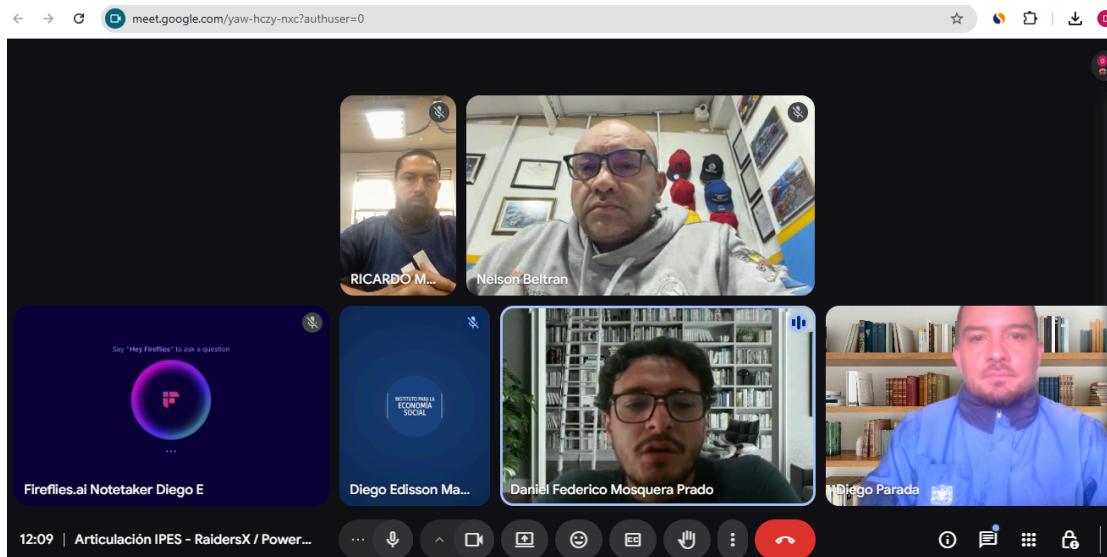 meet.google.com/yaw-hczy-nxc?authuser=0
RICARDO M...
Nelson Beltran
Say "Hey Fireflies" to ask a question
Fireflies.ai Notetaker Diego E
INSTITUTO PARA LA
ECONOMÍA
SOCIAL
Diego Edisson Ma...
Daniel Federico Mosquera Prado
Diego Parada
12:09 | Articulación IPES - RaidersX / Power...
CC